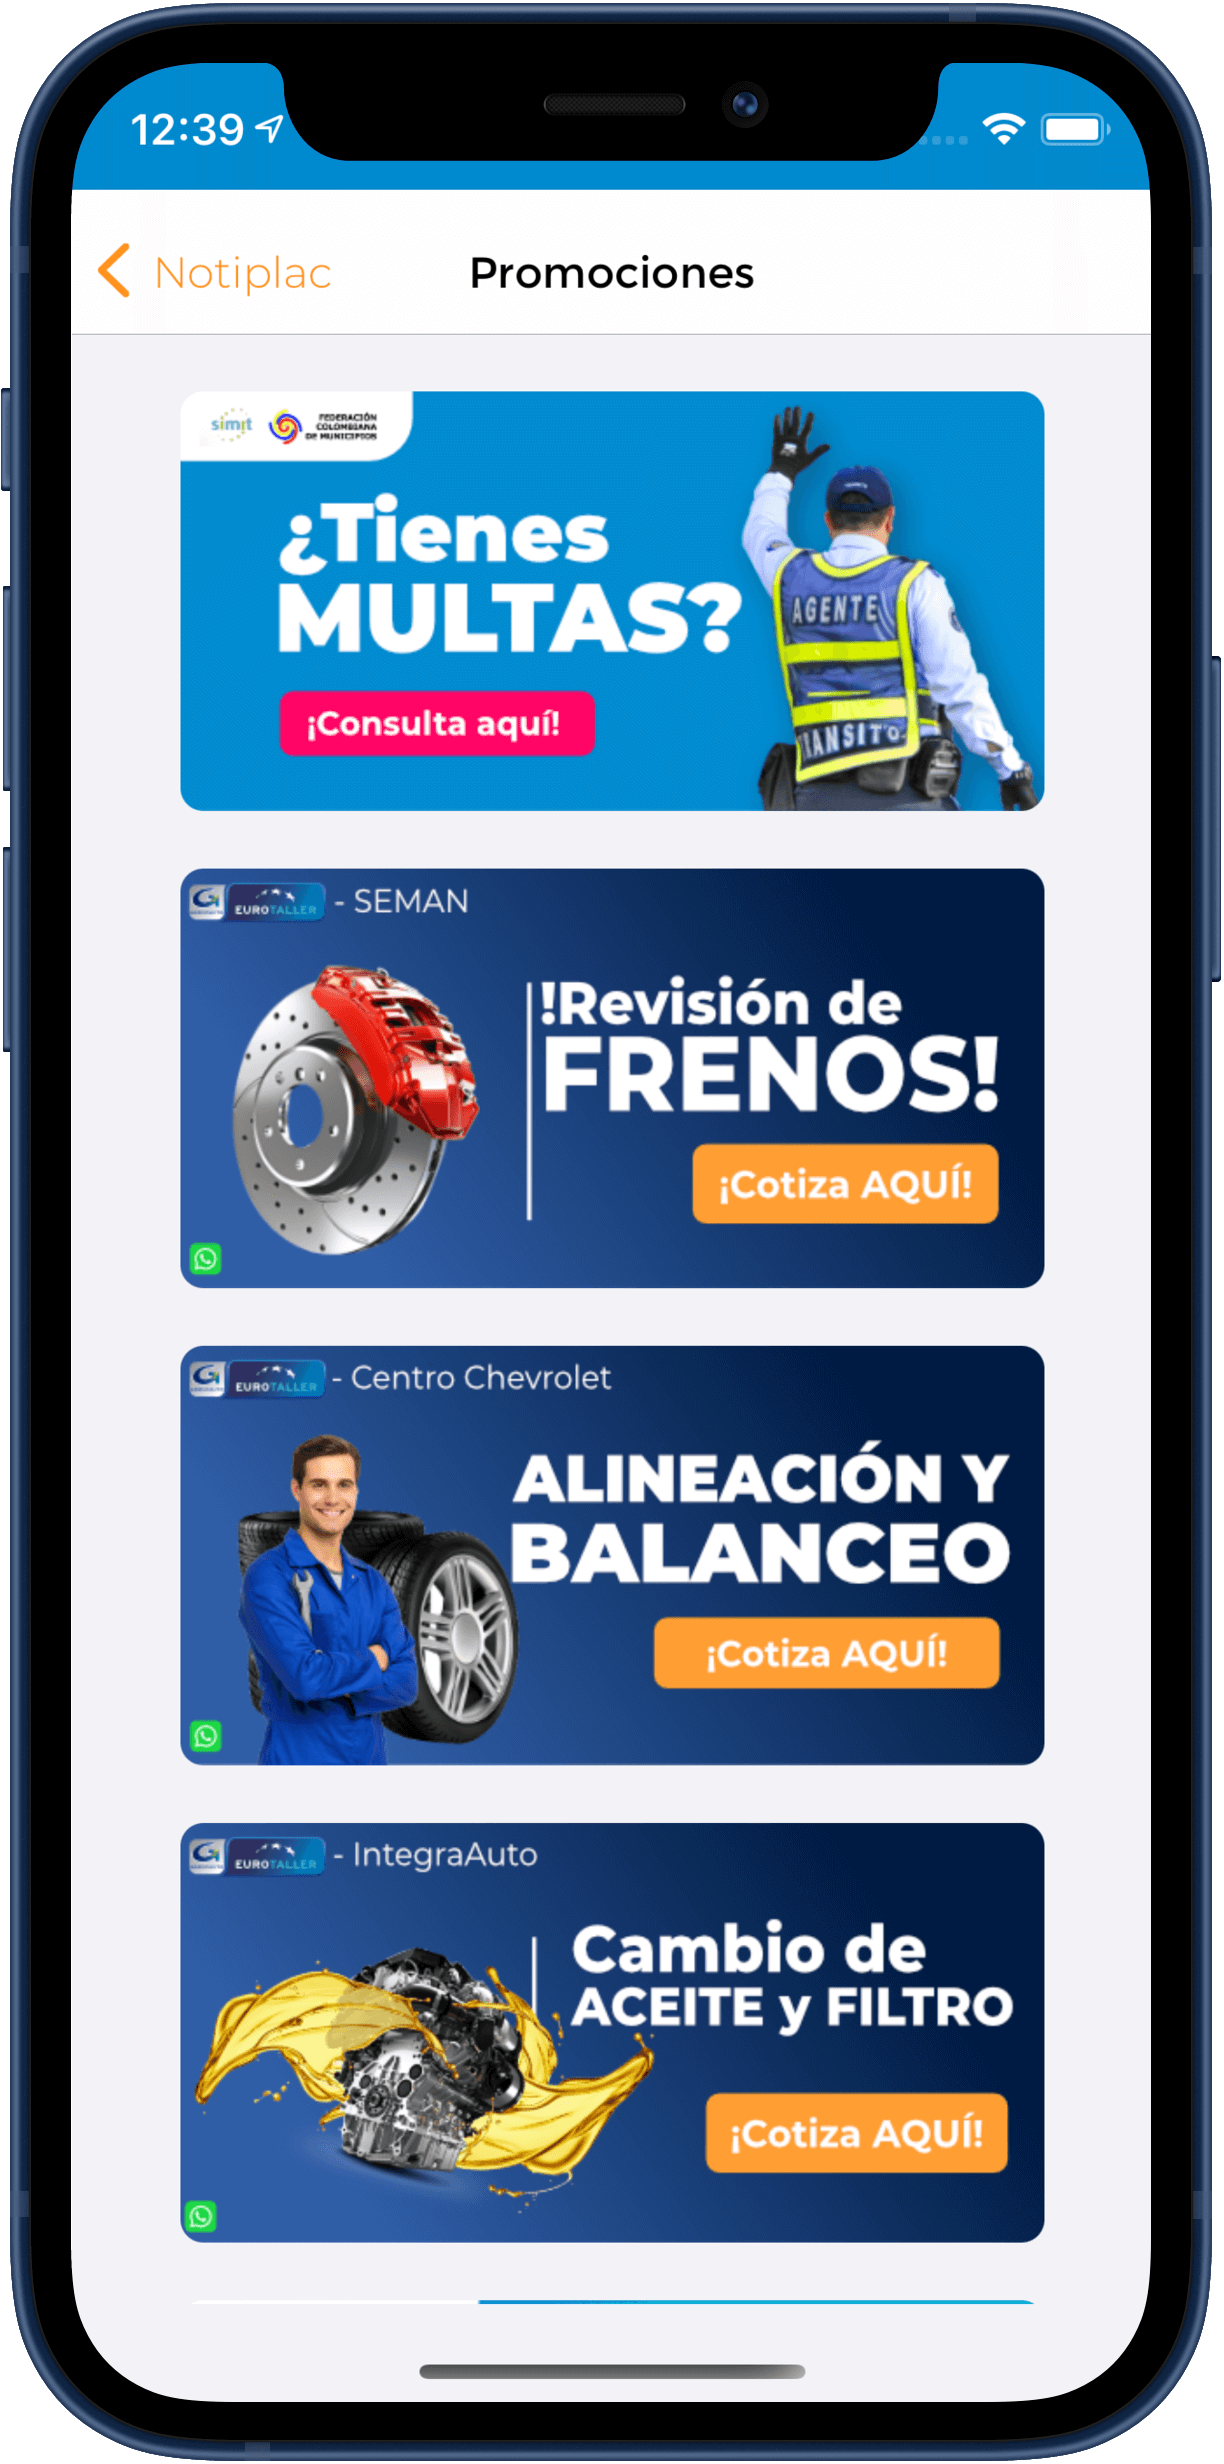 12:39
Notiplac
Promociones
simit
FEDERACIÓN
COLOMBIANA
DE MUNICIPIOS
¿Tienes
MULTAS?
¡Consulta aquí!
AGENTE
TRANSITO
EUROTALLER - SEMAN
!Revisión de
FRENOS!
¡Cotiza AQUÍ!
EUROTALLER - Centro Chevrolet
ALINEACIÓN Y
BALANCEO
¡Cotiza AQUÍ!
EUROTALLER - IntegraAuto
Cambio de
ACEITE y FILTRO
¡Cotiza AQUÍ!